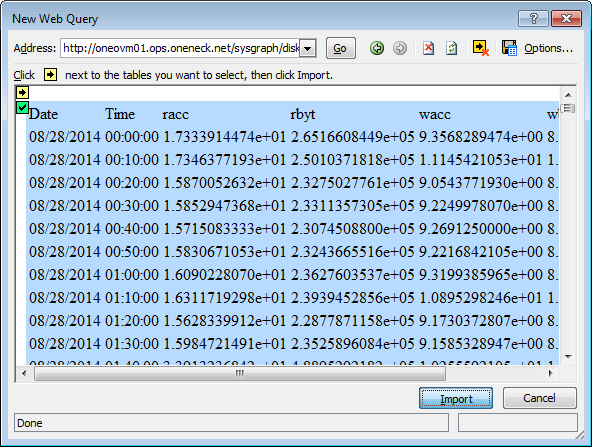 New Web Query
Address: http://oneovm01.ops.oneneck.net/sysgraph/disk Go Options...
Click next to the tables you want to select, then click Import.
Date Time racc rbyt wacc
08/28/2014 00:00:00 1.7333914474e+01 2.6516608449e+05 9.3568289474e+00 8.
08/28/2014 00:10:00 1.7346377193e+01 2.5010371818e+05 1.1145421053e+01 1.
08/28/2014 00:20:00 1.5870052632e+01 2.3275027761e+05 9.0543771930e+00 8.
08/28/2014 00:30:00 1.5852947368e+01 2.3311357305e+05 9.2249978070e+00 8.
08/28/2014 00:40:00 1.5715083333e+01 2.3074508800e+05 9.2691250000e+00 8.
08/28/2014 00:50:00 1.5830671053e+01 2.3243665516e+05 9.2216842105e+00 8.
08/28/2014 01:00:00 1.6090228070e+01 2.3627603537e+05 9.3199385965e+00 8.
08/28/2014 01:10:00 1.6311719298e+01 2.3939452856e+05 1.0895298246e+01 1.
08/28/2014 01:20:00 1.5628339912e+01 2.2877871158e+05 9.1730372807e+00 8.
08/28/2014 01:30:00 1.5984721491e+01 2.3525896084e+05 9.1585328947e+00 8.
08/28/2014 01:40:00
Import Cancel
Done